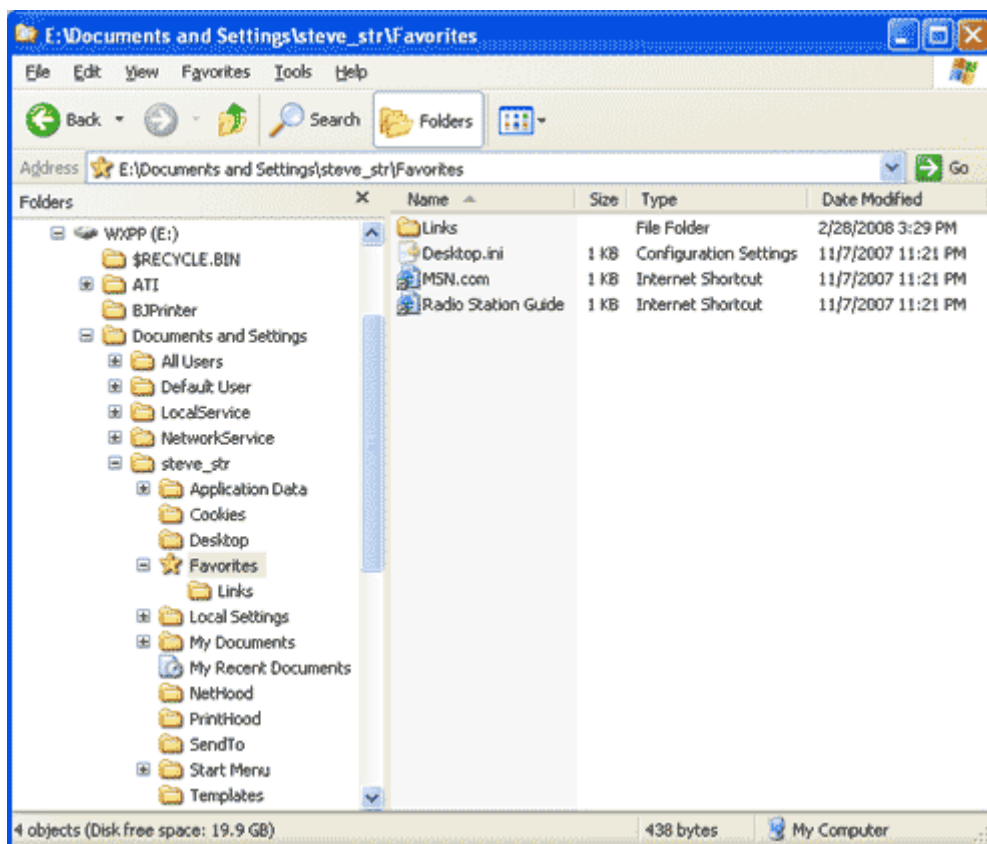 E:\Documents and Settings\steve_str\Favorites
File Edit View Favorites Tools Help
Back Search Folders
Address E:\Documents and Settings\steve_str\Favorites Go
Folders X Name Size Type Date Modified
WXPP (E:)
$RECYCLE.BIN
ATI
BJPrinter
Documents and Settings
All Users
Default User
LocalService
NetworkService
steve_str
Application Data
Cookies
Desktop
Favorites
Links
Local Settings
My Documents
My Recent Documents
NetHood
PrintHood
SendTo
Start Menu
Templates
Links File Folder 2/28/2008 3:29 PM
Desktop.ini 1 KB Configuration Settings 11/7/2007 11:21 PM
MSN.com 1 KB Internet Shortcut 11/7/2007 11:21 PM
Radio Station Guide 1 KB Internet Shortcut 11/7/2007 11:21 PM
4 objects (Disk free space: 19.9 GB) 438 bytes My Computer